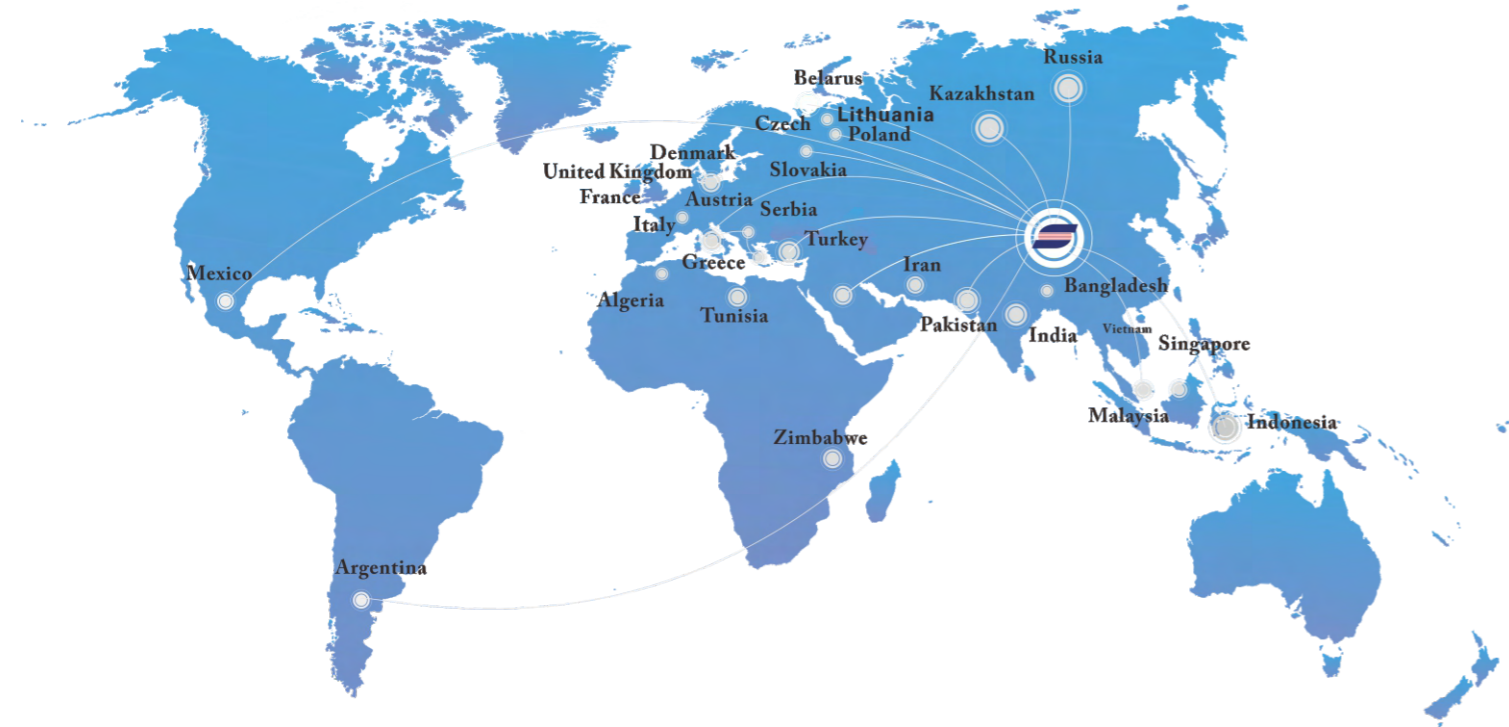 Russia
Belarus
Kazakhstan
Lithuania
Czech
Poland
Denmark
Slovakia
United Kingdom
France
Austria
Serbia
Italy
Turkey
Greece
Iran
Mexico
Bangladesh
Algeria
Tunisia
Pakistan
Vietnam
India
Singapore
Malaysia
Indonesia
Zimbabwe
Argentina